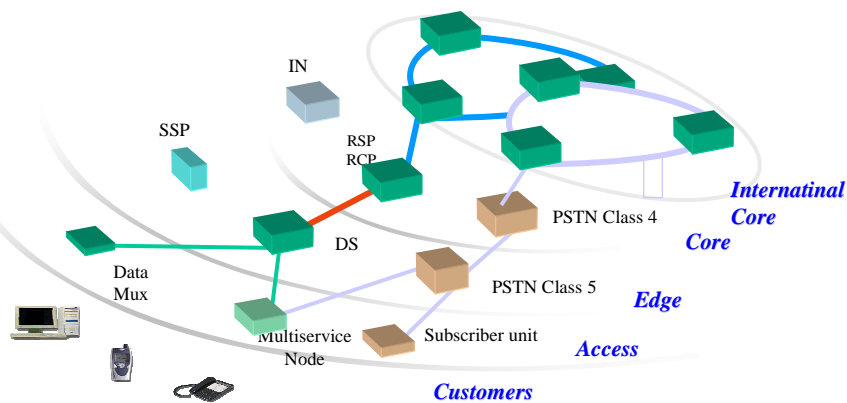 IN
SSP
RSP
RCP
Internatinal
Core
PSTN Class 4
Core
DS
Data
Mux
PSTN Class 5
Edge
Multiservice
Node
Subscriber unit
Access
Customers